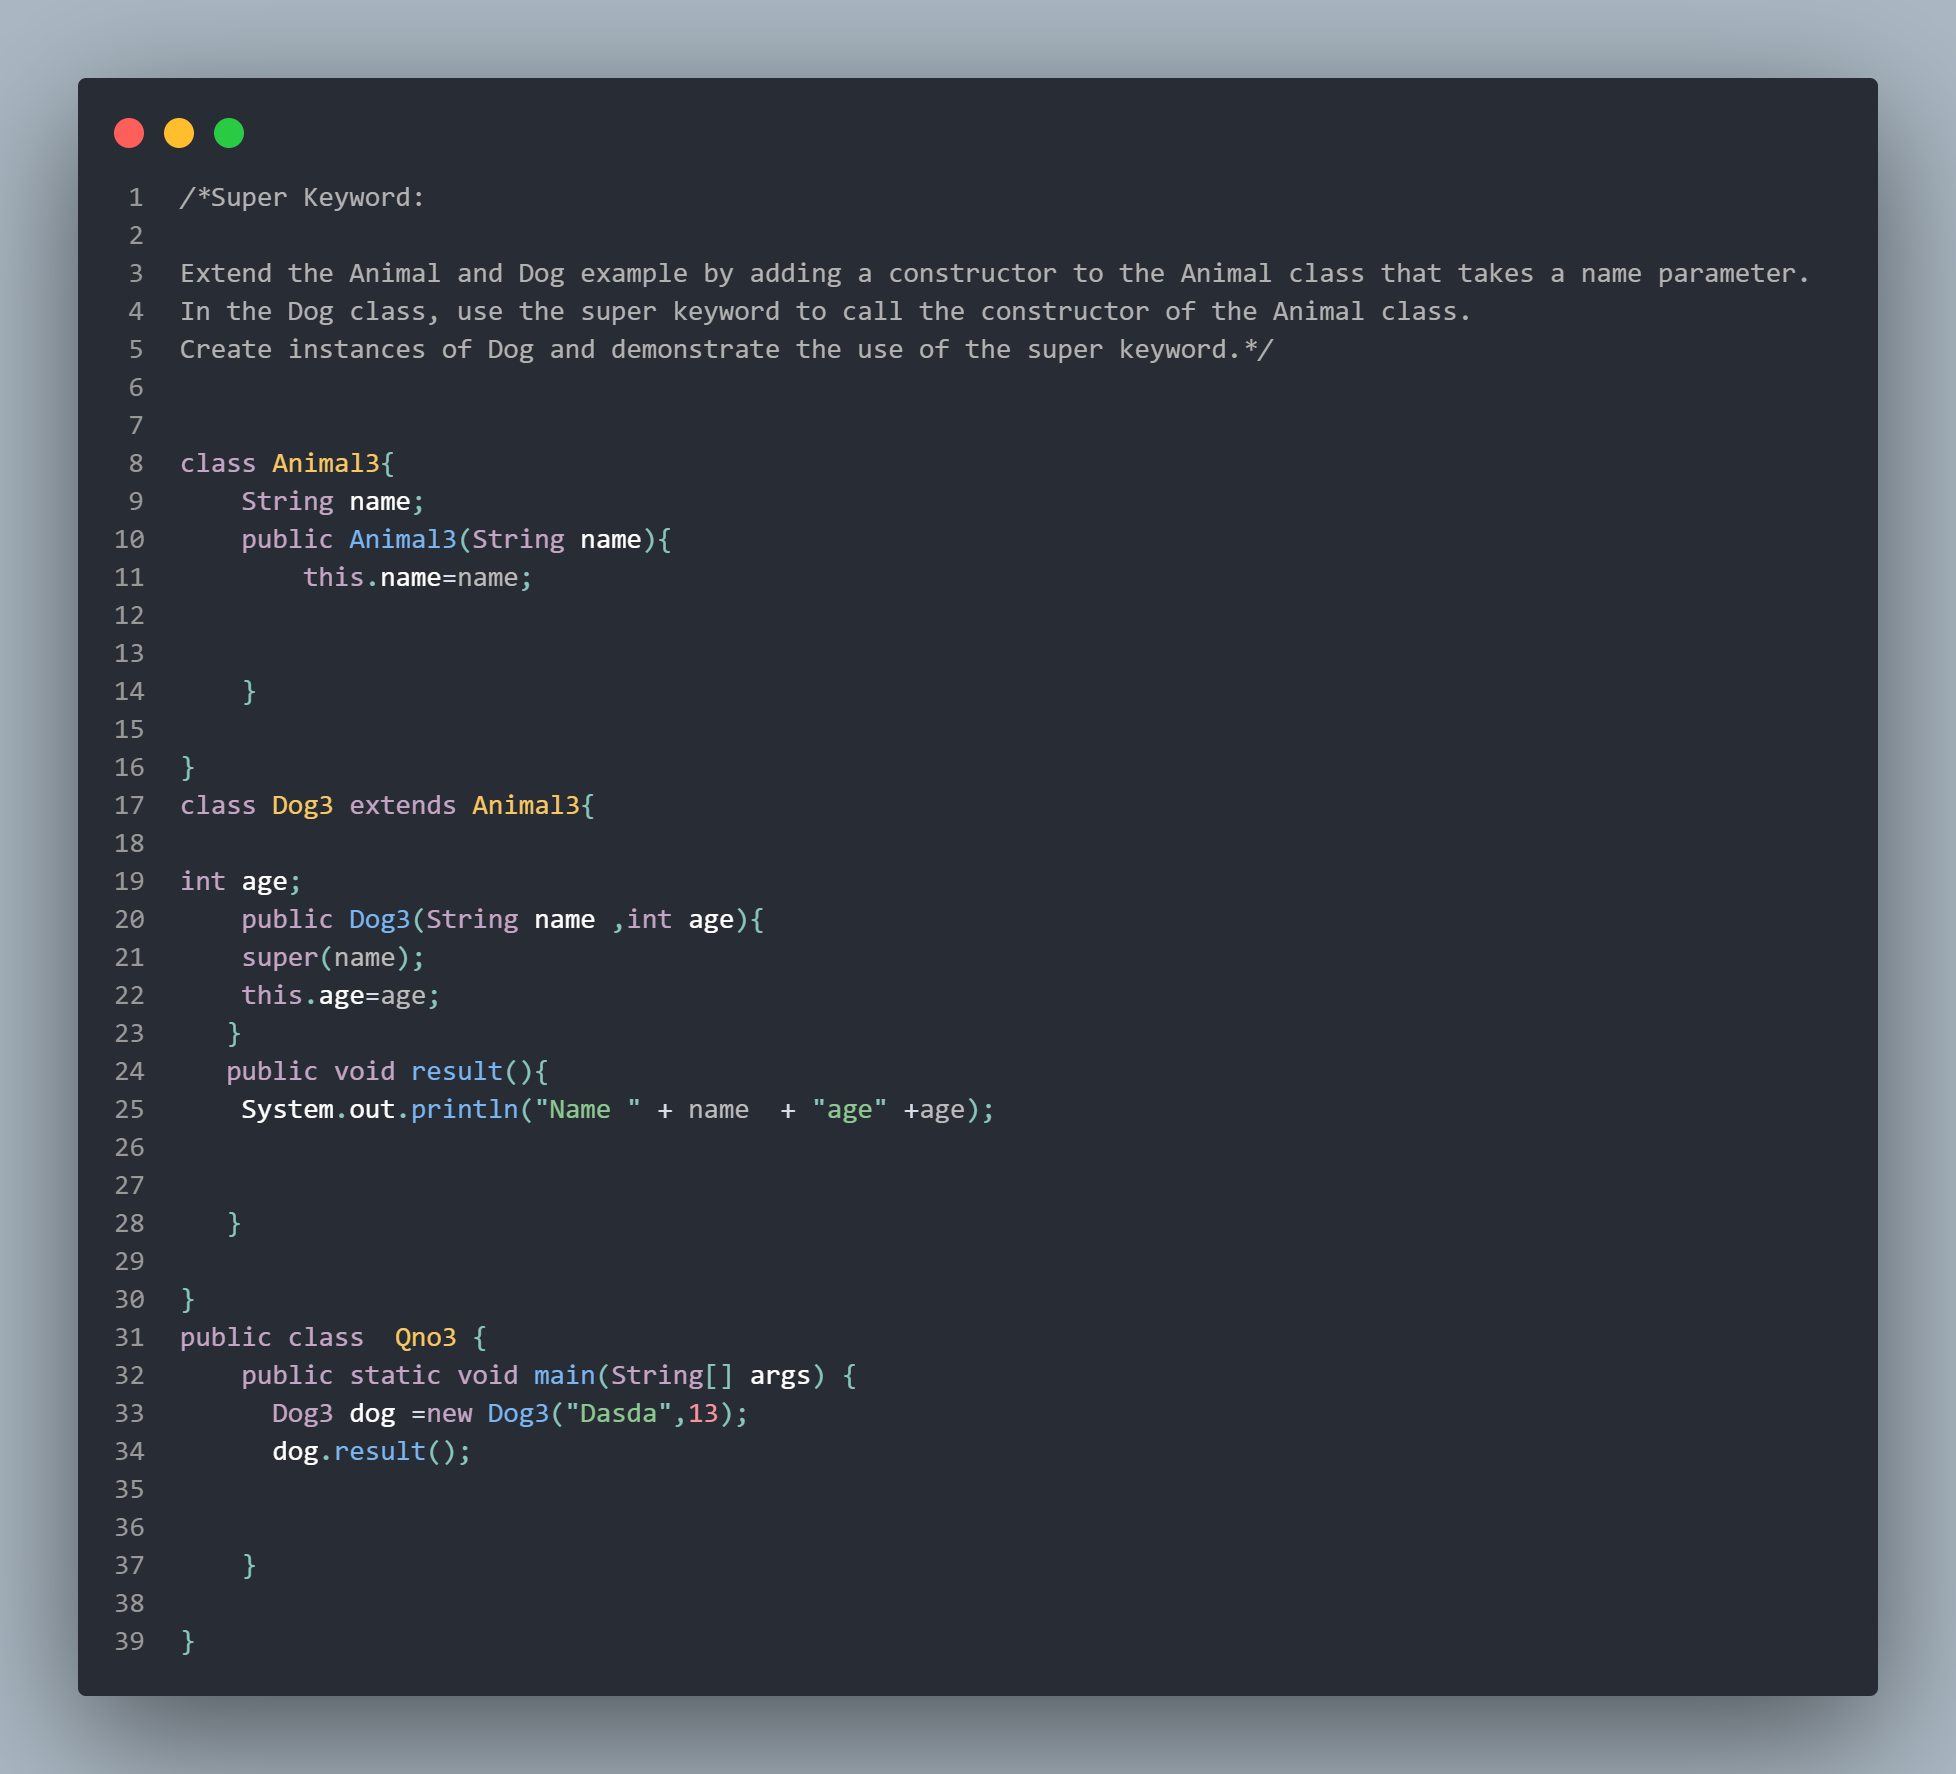 1 /*Super Keyword:
2
3 Extend the Animal and Dog example by adding a constructor to the Animal class that takes a name parameter.
4 In the Dog class, use the super keyword to call the constructor of the Animal class.
5 Create instances of Dog and demonstrate the use of the super keyword.*/
6
7
8 class Animal3{
9     String name;
10     public Animal3(String name){
11         this.name=name;
12
13
14     }
15
16 }
17 class Dog3 extends Animal3{
18
19 int age;
20     public Dog3(String name ,int age){
21     super(name);
22     this.age=age;
23    }
24    public void result(){
25     System.out.println("Name " + name  + "age" +age);
26
27
28    }
29
30 }
31 public class  Qno3 {
32     public static void main(String[] args) {
33       Dog3 dog =new Dog3("Dasda",13);
34       dog.result();
35
36
37     }
38
39 }